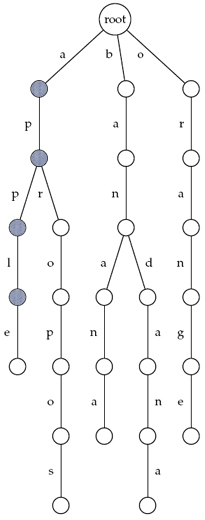 root
a b o
p a r
p r n a
l o a d n
e p n a g
o a n e
s a